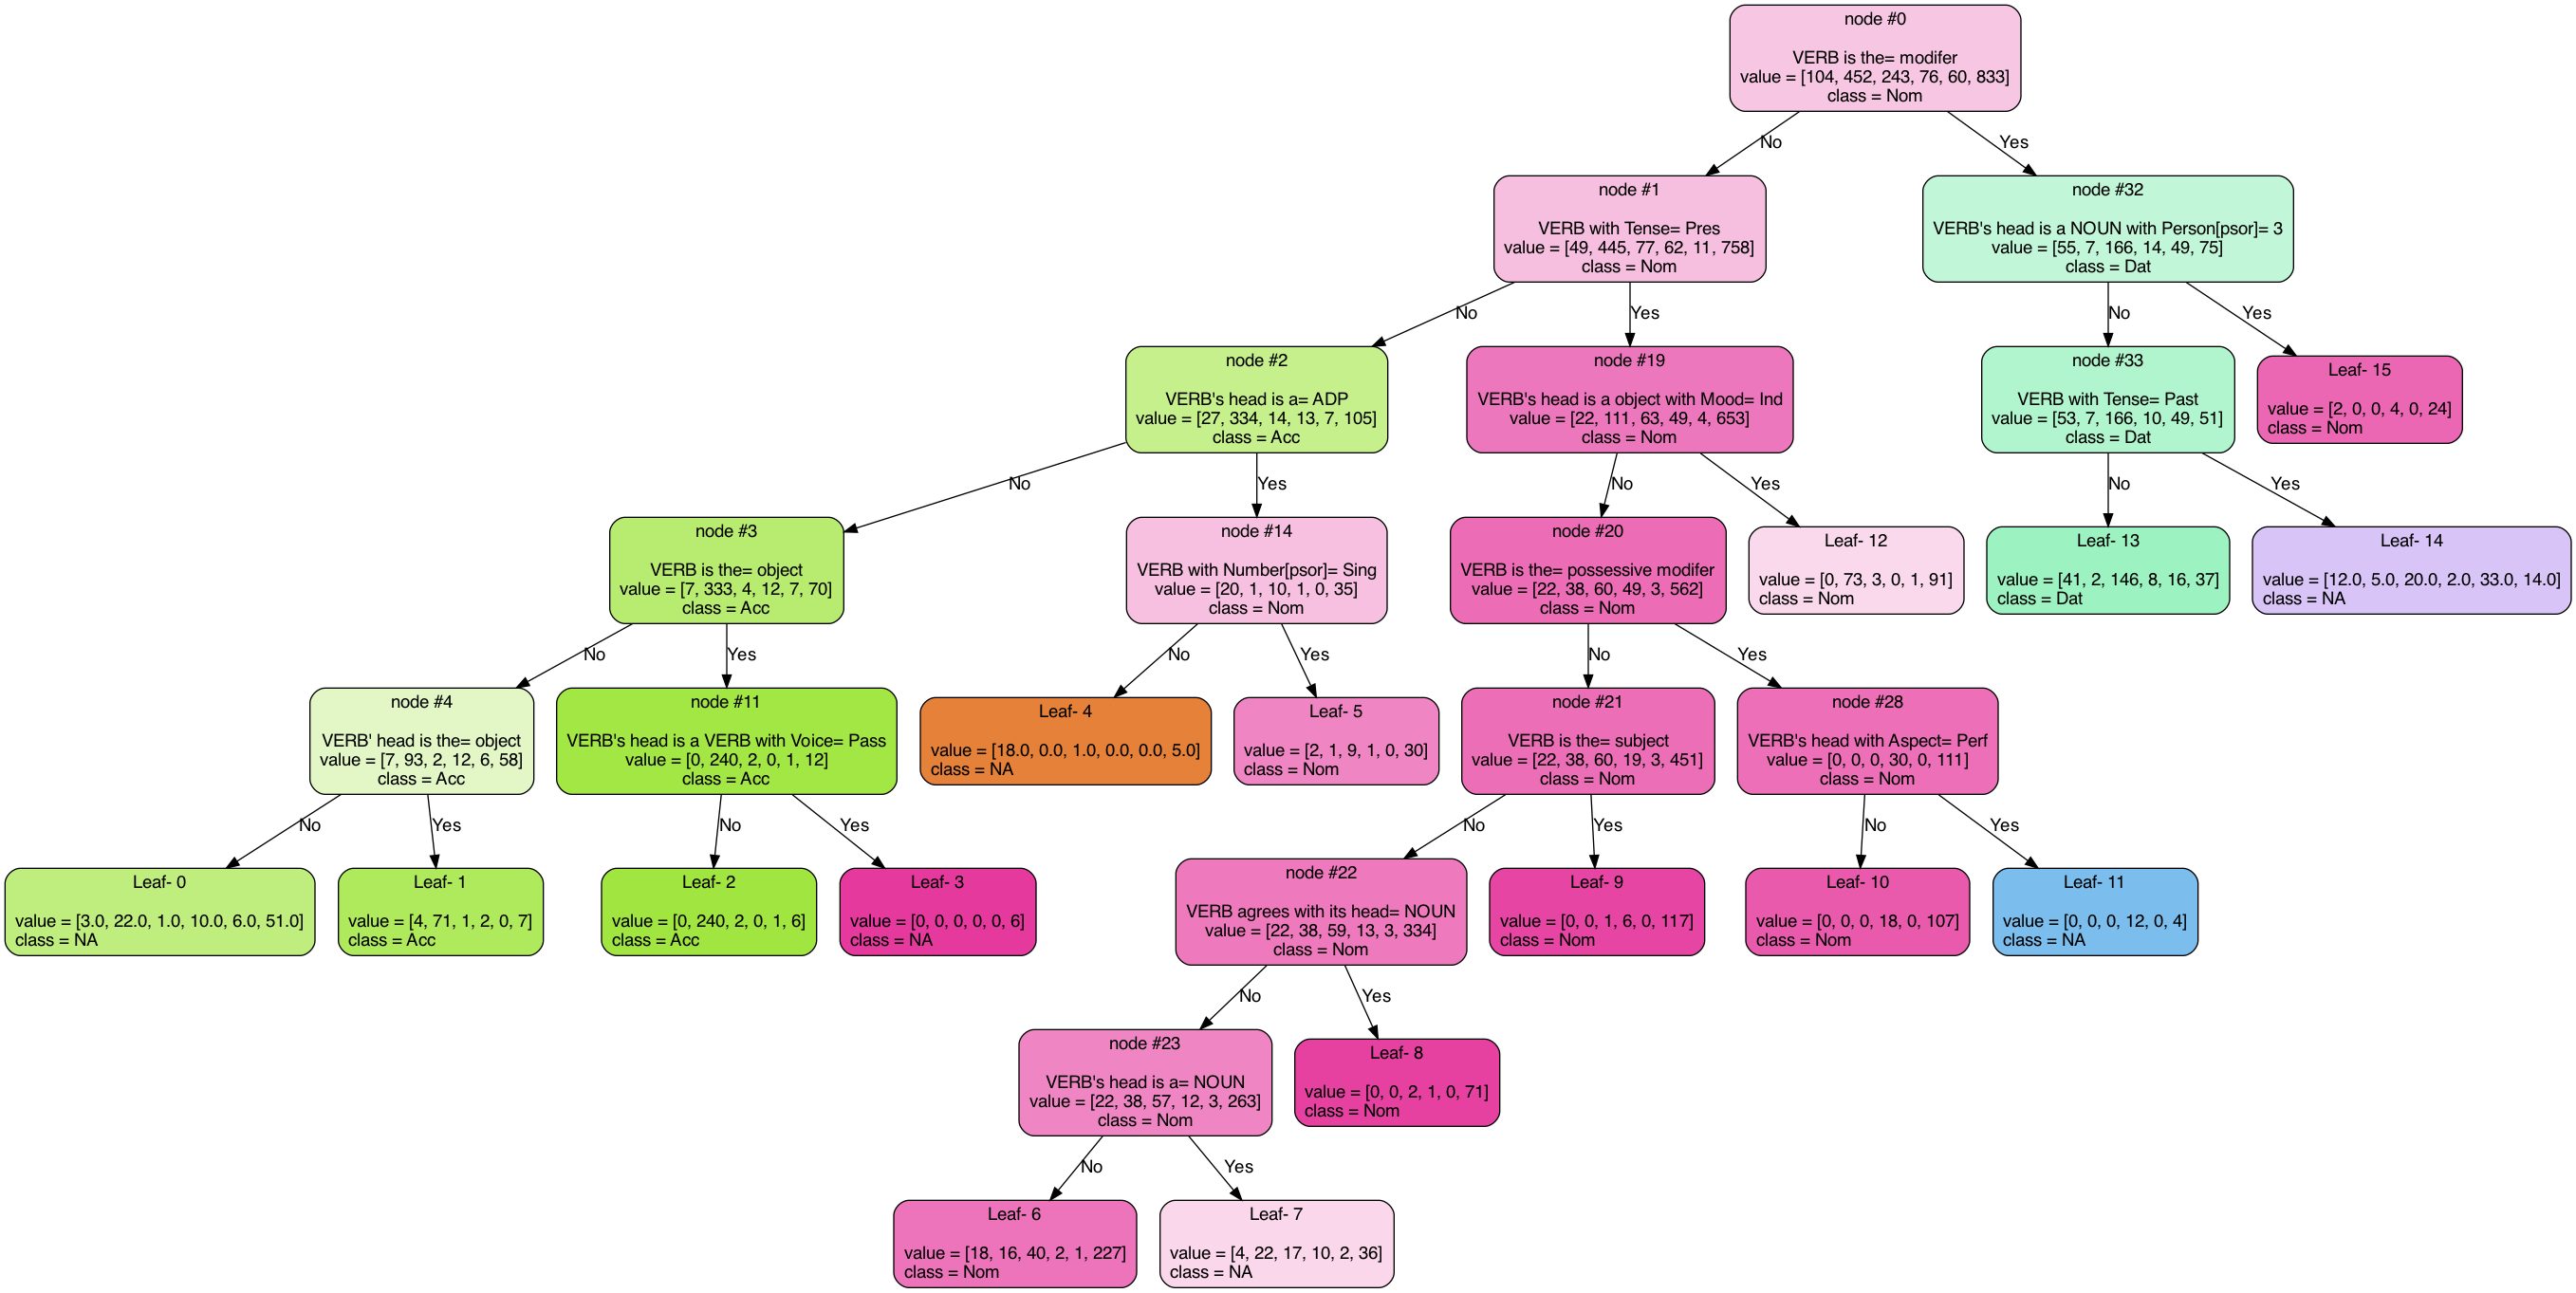 node #0
VERB is the= modifer
value = [104, 452, 243, 76, 60, 833]
class = Nom
No
Yes
node #1
VERB with Tense= Pres
value = [49, 445, 77, 62, 11, 758]
class = Nom
node #32
VERB's head is a NOUN with Person[psor]= 3
value = [55, 7, 166, 14, 49, 75]
class = Dat
No
Yes
No
Yes
node #2
VERB's head is a= ADP
value = [27, 334, 14, 13, 7, 105]
class = Acc
node #19
VERB's head is a object with Mood= Ind
value = [22, 111, 63, 49, 4, 653]
class = Nom
node #33
VERB with Tense= Past
value = [53, 7, 166, 10, 49, 51]
class = Dat
Leaf- 15
value = [2, 0, 0, 4, 0, 24]
class = Nom
No
Yes
No
Yes
No
Yes
node #3
VERB is the= object
value = [7, 333, 4, 12, 7, 70]
class = Acc
node #14
VERB with Number[psor]= Sing
value = [20, 1, 10, 1, 0, 35]
class = Nom
node #20
VERB is the= possessive modifer
value = [22, 38, 60, 49, 3, 562]
class = Nom
Leaf- 12
value = [0, 73, 3, 0, 1, 91]
class = Nom
Leaf- 13
value = [41, 2, 146, 8, 16, 37]
class = Dat
Leaf- 14
value = [12.0, 5.0, 20.0, 2.0, 33.0, 14.0]
class = NA
No
Yes
No
Yes
No
Yes
node #4
VERB' head is the= object
value = [7, 93, 2, 12, 6, 58]
class = Acc
node #11
VERB's head is a VERB with Voice= Pass
value = [0, 240, 2, 0, 1, 12]
class = Acc
Leaf- 4
value = [18.0, 0.0, 1.0, 0.0, 0.0, 5.0]
class = NA
Leaf- 5
value = [2, 1, 9, 1, 0, 30]
class = Nom
node #21
VERB is the= subject
value = [22, 38, 60, 19, 3, 451]
class = Nom
node #28
VERB's head with Aspect= Perf
value = [0, 0, 0, 30, 0, 111]
class = Nom
No
Yes
No
Yes
No
Yes
No
Yes
Leaf- 0
value = [3.0, 22.0, 1.0, 10.0, 6.0, 51.0]
class = NA
Leaf- 1
value = [4, 71, 1, 2, 0, 7]
class = Acc
Leaf- 2
value = [0, 240, 2, 0, 1, 6]
class = Acc
Leaf- 3
value = [0, 0, 0, 0, 0, 6]
class = NA
node #22
VERB agrees with its head= NOUN
value = [22, 38, 59, 13, 3, 334]
class = Nom
Leaf- 9
value = [0, 0, 1, 6, 0, 117]
class = Nom
Leaf- 10
value = [0, 0, 0, 18, 0, 107]
class = Nom
Leaf- 11
value = [0, 0, 0, 12, 0, 4]
class = NA
No
Yes
node #23
VERB's head is a= NOUN
value = [22, 38, 57, 12, 3, 263]
class = Nom
Leaf- 8
value = [0, 0, 2, 1, 0, 71]
class = Nom
No
Yes
Leaf- 6
value = [18, 16, 40, 2, 1, 227]
class = Nom
Leaf- 7
value = [4, 22, 17, 10, 2, 36]
class = NA